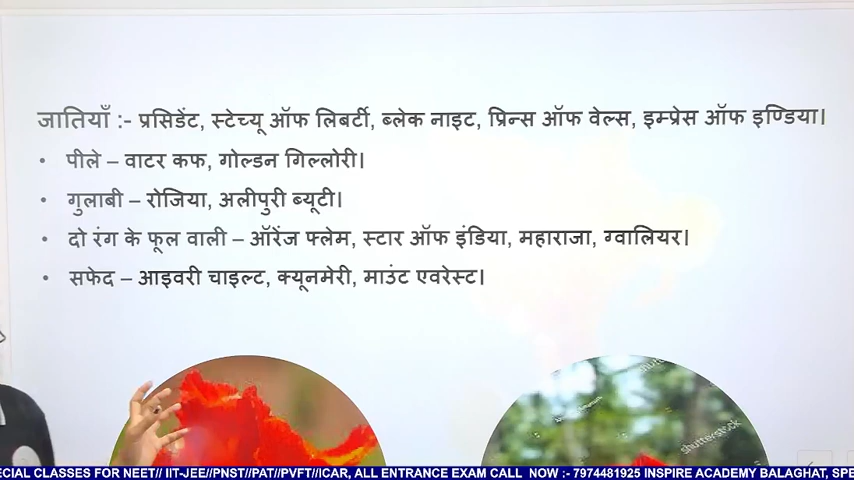 जातियाँ :- प्रसिडेंट, स्टेच्यू ऑफ लिबर्टी, ब्लेक नाइट, प्रिन्स ऑफ वेल्स, इम्प्रेस ऑफ इण्डिया।
• पीले – वाटर कफ, गोल्डन गिल्लोरी।
• गुलाबी – रोजिया, अलीपुरी ब्यूटी।
• दो रंग के फूल वाली – ऑरेंज फ्लेम, स्टार ऑफ इंडिया, महाराजा, ग्वालियर।
• सफेद – आइवरी चाइल्ट, क्यूनमेरी, माउंट एवरेस्ट।
shutterstock
ECIAL CLASSES FOR NEET// IIT-JEE//PNST//PAT//PVFT//ICAR, ALL ENTRANCE EXAM CALL NOW :- 7974481925 INSPIRE ACADEMY BALAGHAT, SPE